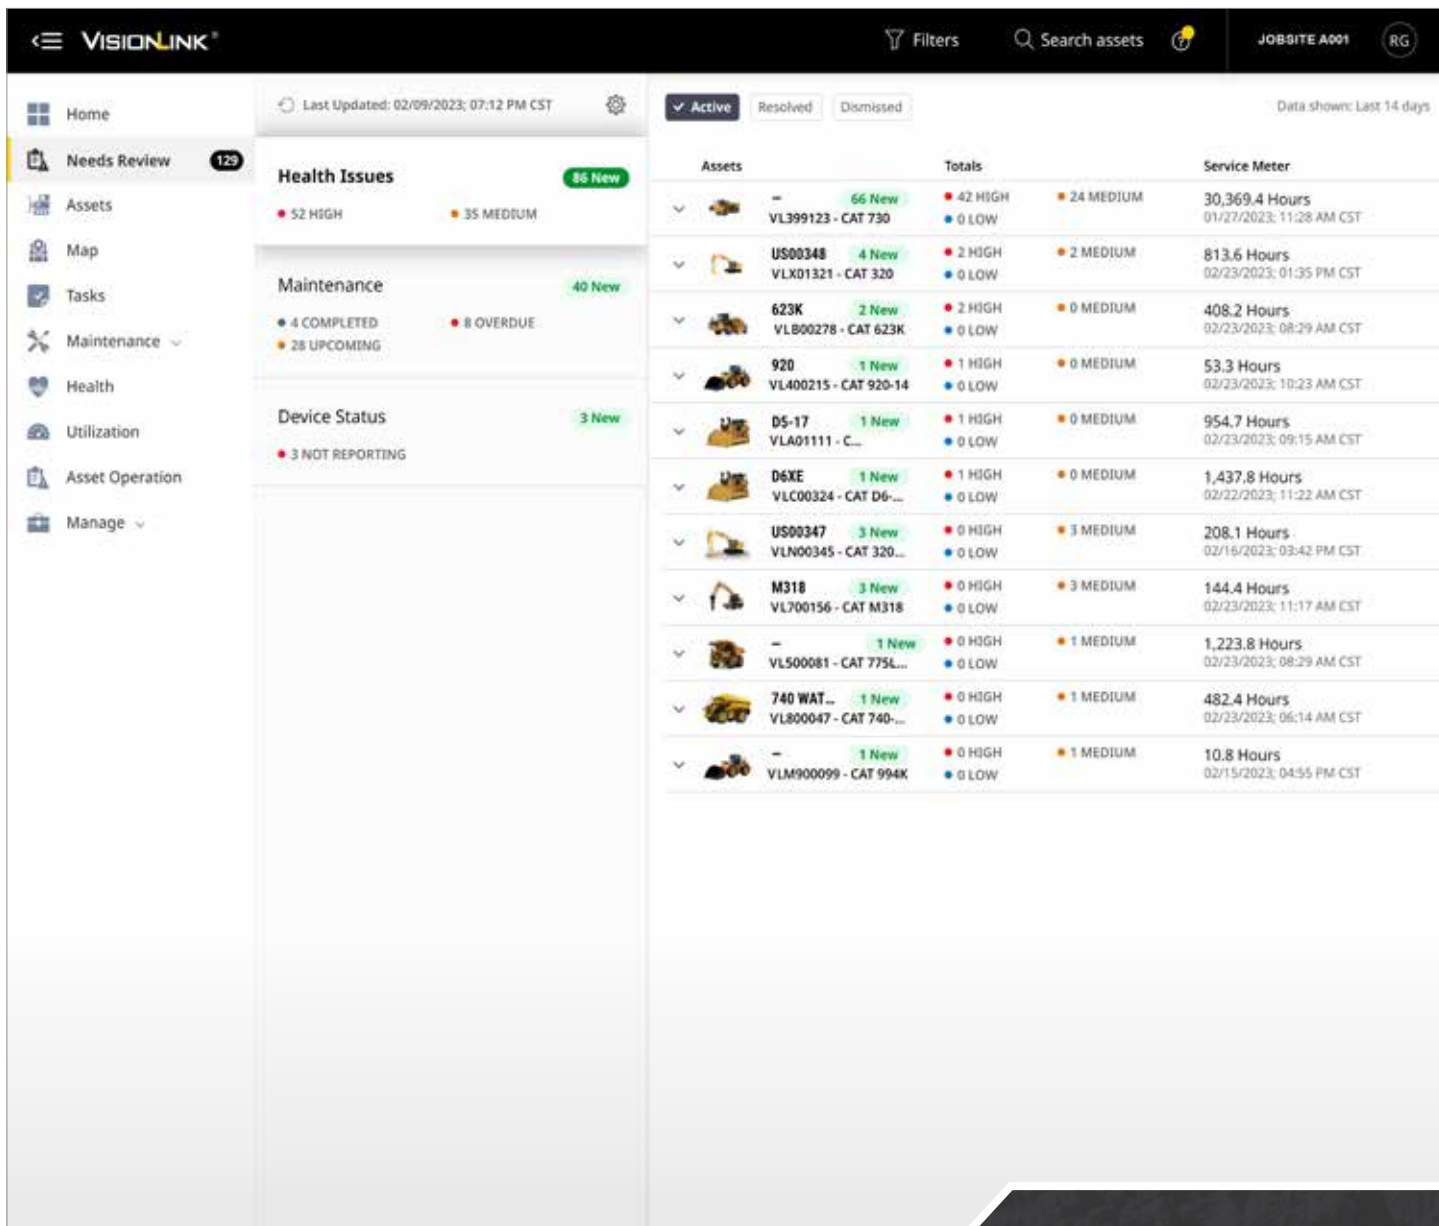 VISIONLINK®
Filters
Search assets
JOBSITE A001
RG
Home
Needs Review 129
Assets
Map
Tasks
Maintenance
Health
Utilization
Asset Operation
Manage
Last Updated: 02/09/2023; 07:12 PM CST
Health Issues 86 New
52 HIGH 35 MEDIUM
Maintenance 40 New
4 COMPLETED 8 OVERDUE
28 UPCOMING
Device Status 3 New
3 NOT REPORTING
Active Resolved Dismissed
Data shown: Last 14 days
Assets Totals Service Meter
– 66 New 42 HIGH 24 MEDIUM 30,369.4 Hours
VL399123 - CAT 730 0 LOW 01/27/2023; 11:28 AM CST
US00348 4 New 2 HIGH 2 MEDIUM 813.6 Hours
VLX01321 - CAT 320 0 LOW 02/23/2023; 01:35 PM CST
623K 2 New 2 HIGH 0 MEDIUM 408.2 Hours
VLB00278 - CAT 623K 0 LOW 02/23/2023; 08:29 AM CST
920 1 New 1 HIGH 0 MEDIUM 53.3 Hours
VL400215 - CAT 920-14 0 LOW 02/23/2023; 10:23 AM CST
D5-17 1 New 1 HIGH 0 MEDIUM 954.7 Hours
VLA01111 - C... 0 LOW 02/23/2023; 09:15 AM CST
D6XE 1 New 1 HIGH 0 MEDIUM 1,437.8 Hours
VLC00324 - CAT D6-... 0 LOW 02/22/2023; 11:22 AM CST
US00347 3 New 0 HIGH 3 MEDIUM 208.1 Hours
VLN00345 - CAT 320... 0 LOW 02/16/2023; 03:42 PM CST
M318 3 New 0 HIGH 3 MEDIUM 144.4 Hours
VL700156 - CAT M318 0 LOW 02/23/2023; 11:17 AM CST
– 1 New 0 HIGH 1 MEDIUM 1,223.8 Hours
VL500081 - CAT 775L... 0 LOW 02/23/2023; 08:29 AM CST
740 WAT... 1 New 0 HIGH 1 MEDIUM 482.4 Hours
VL800047 - CAT 740-... 0 LOW 02/23/2023; 06:14 AM CST
– 1 New 0 HIGH 1 MEDIUM 10.8 Hours
VLM900099 - CAT 994K 0 LOW 02/15/2023; 04:55 PM CST